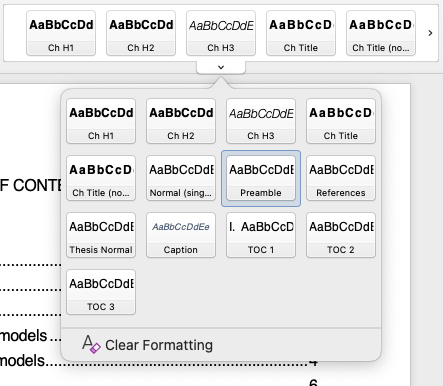 AaBbCcDd AaBbCcDd AaBbCcDdE AaBbCcD AaBbCcD
Ch H1 Ch H2 Ch H3 Ch Title Ch Title (no...
AaBbCcDd AaBbCcDd AaBbCcDdE AaBbCcD
Ch H1 Ch H2 Ch H3 Ch Title
AaBbCcD AaBbCcDdE AaBbCcDdE AaBbCcDdE
Ch Title (no... Normal (sing... Preamble References
F CONTE
AaBbCcDdE AaBbCcDdEe I. AaBbCcD AaBbCcDdE
Thesis Normal Caption TOC 1 TOC 2
AaBbCcDdE
TOC 3
models
Clear Formatting
models 4
6